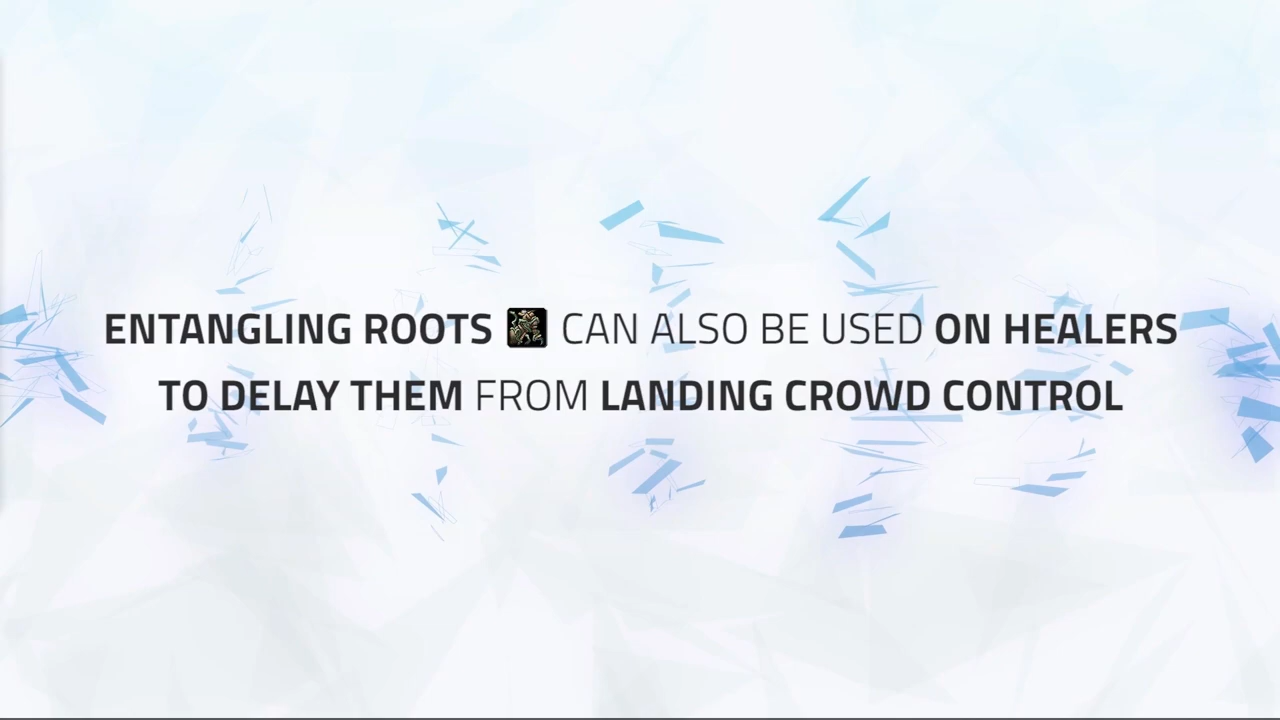 ENTANGLING ROOTS CAN ALSO BE USED ON HEALERS
TO DELAY THEM FROM LANDING CROWD CONTROL